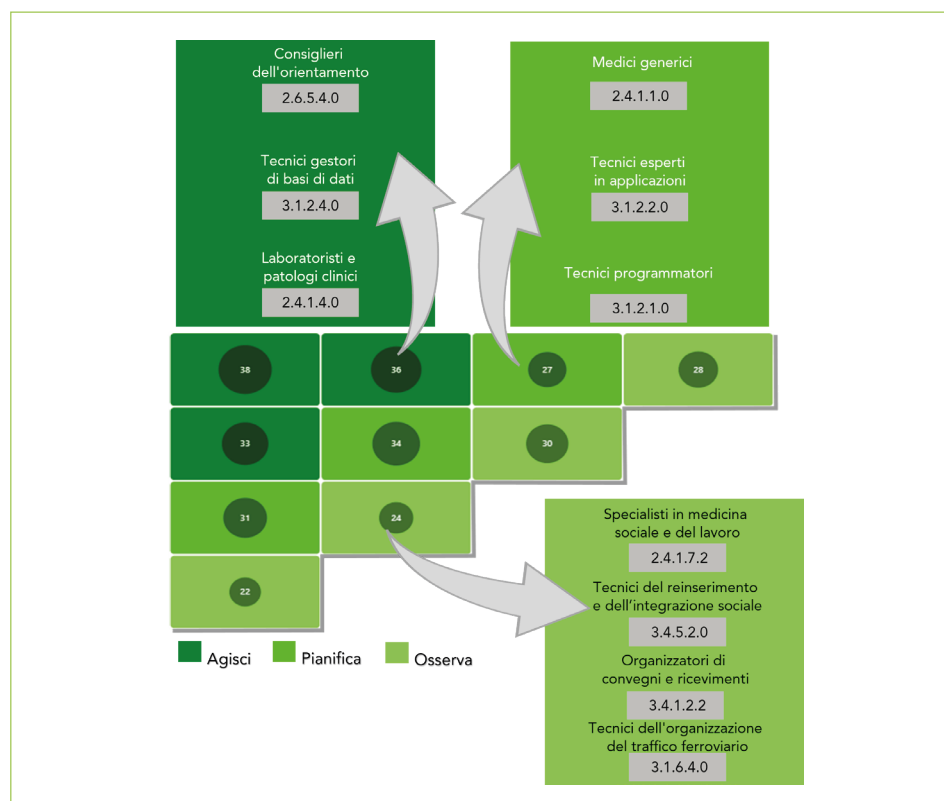 Consiglieri
dell'orientamento
2.6.5.4.0
Tecnici gestori
di basi di dati
3.1.2.4.0
Laboratoristi e
patologi clinici
2.4.1.4.0
Medici generici
2.4.1.1.0
Tecnici esperti
in applicazioni
3.1.2.2.0
Tecnici programmatori
3.1.2.1.0
38
36
27
28
33
34
30
31
24
22
Agisci
Pianifica
Osserva
Specialisti in medicina
sociale e del lavoro
2.4.1.7.2
Tecnici del reinserimento
e dell’integrazione sociale
3.4.5.2.0
Organizzatori di
convegni e ricevimenti
3.4.1.2.2
Tecnici dell'organizzazione
del traffico ferroviario
3.1.6.4.0